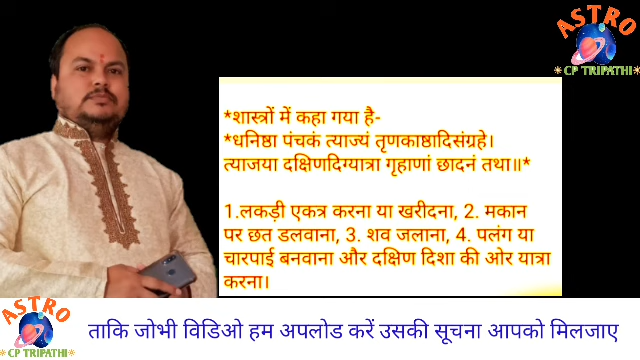 ASTRO
*CP TRIPATHI*
*शास्त्रों में कहा गया है-
*धनिष्ठा पंचकं त्याज्यं तृणकाष्ठादिसंग्रहे।
त्याजया दक्षिणदिग्यात्रा गृहाणां छादनं तथा॥*
1.लकड़ी एकत्र करना या खरीदना, 2. मकान
पर छत डलवाना, 3. शव जलाना, 4. पलंग या
चारपाई बनवाना और दक्षिण दिशा की ओर यात्रा
करना।
ASTRO
*CP TRIPATHI*
ताकि जोभी विडिओ हम अपलोड करें उसकी सूचना आपको मिलजाए